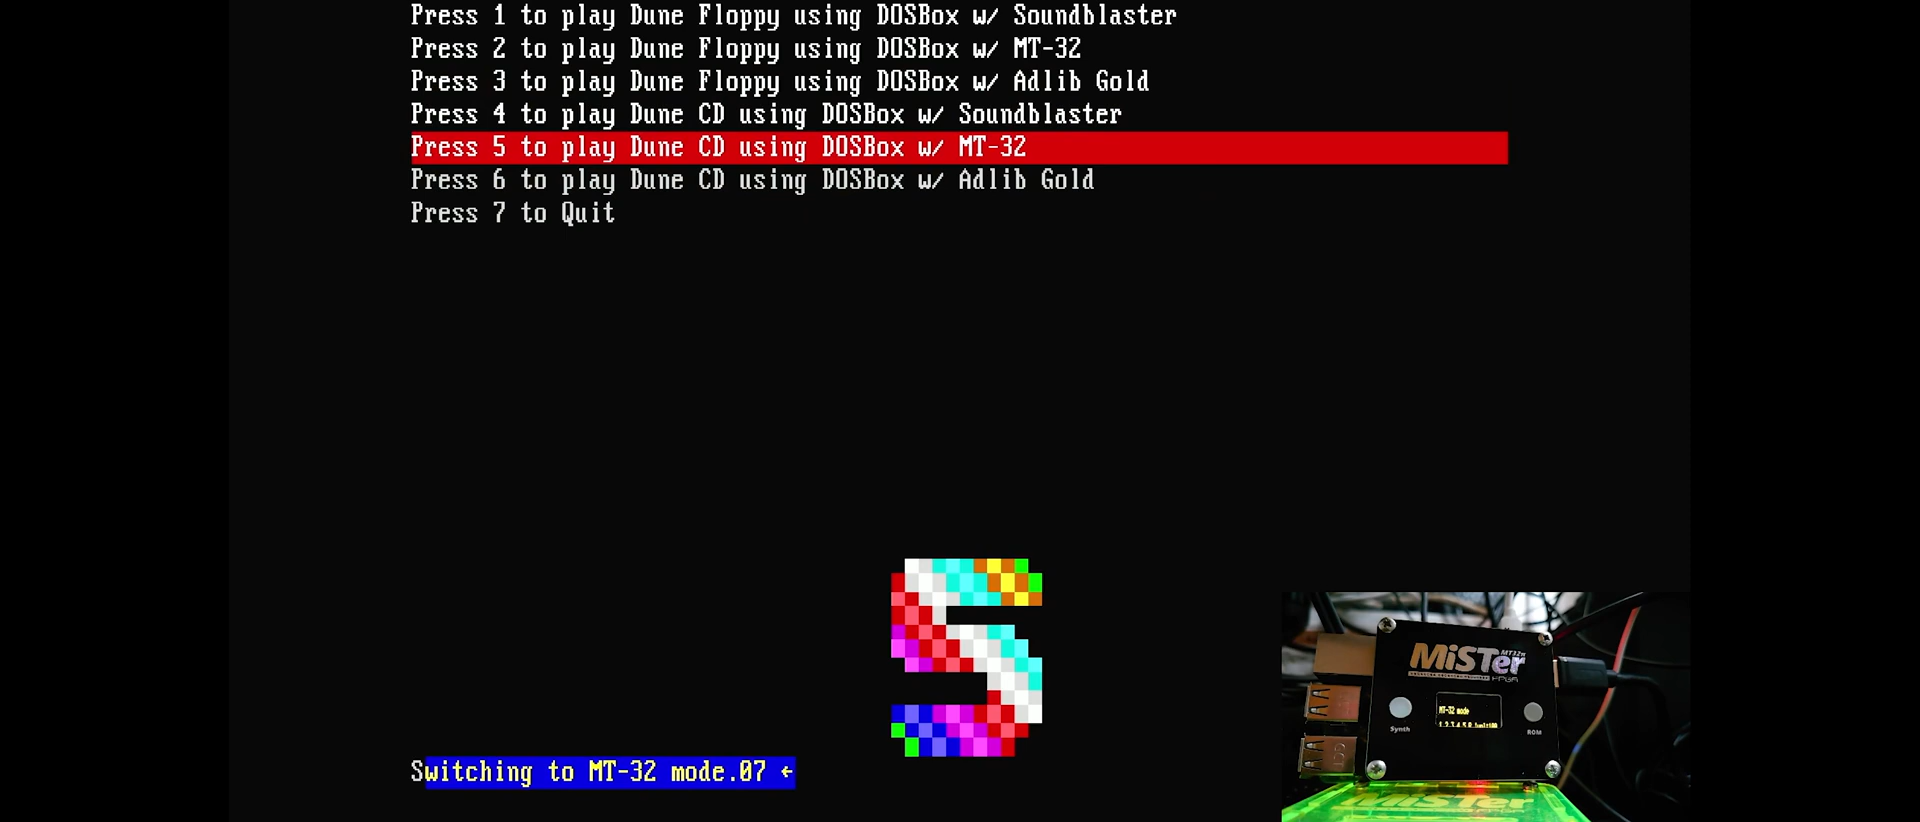 Press 1 to play Dune Floppy using DOSBox w/ Soundblaster
Press 2 to play Dune Floppy using DOSBox w/ MT-32
Press 3 to play Dune Floppy using DOSBox w/ Adlib Gold
Press 4 to play Dune CD using DOSBox w/ Soundblaster
Press 5 to play Dune CD using DOSBox w/ MT-32
Press 6 to play Dune CD using DOSBox w/ Adlib Gold
Press 7 to Quit
5
Switching to MT-32 mode.07 ←
MiSTer
FPGA
MT-32 mode
Synth
ROM
MiSTer